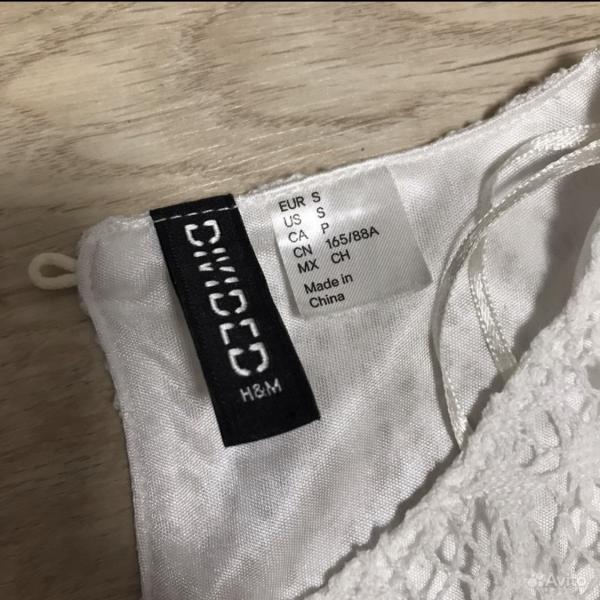 DIVIDED
H&M
EUR S
US S
CA P
CN 165/88A
MX CH
Made in
China
Avito